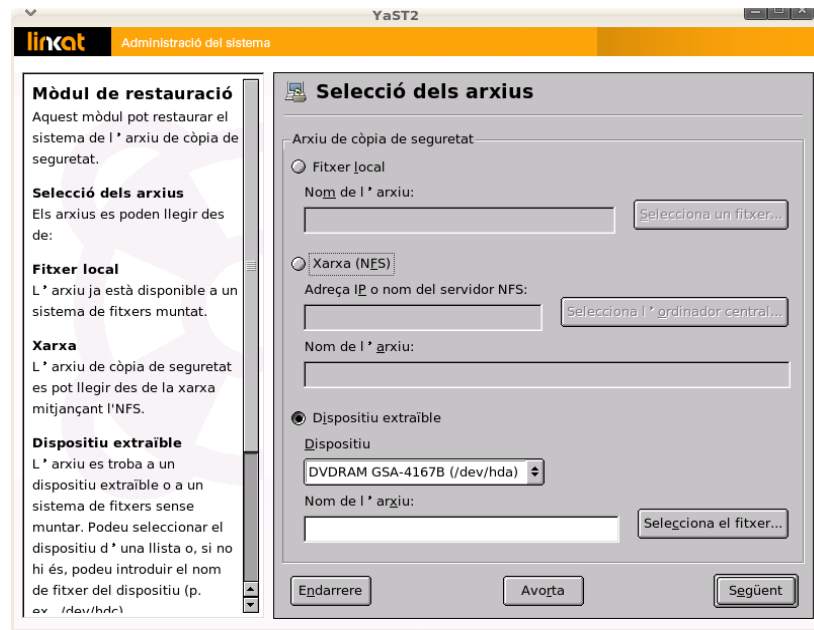 YaST2
linkat
Administració del sistema
Mòdul de restauració
Aquest mòdul pot restaurar el
sistema de l’arxiu de còpia de
seguretat.
Selecció dels arxius
Els arxius es poden llegir des
de:
Fitxer local
L’arxiu ja està disponible a un
sistema de fitxers muntat.
Xarxa
L’arxiu de còpia de seguretat
es pot llegir des de la xarxa
mitjançant l'NFS.
Dispositiu extraïble
L’arxiu es troba a un
dispositiu extraïble o a un
sistema de fitxers sense
muntar. Podeu seleccionar el
dispositiu d’una llista o, si no
hi és, podeu introduir el nom
de fitxer del dispositiu (p.
ex. /dev/hdc)
Selecció dels arxius
Arxiu de còpia de seguretat
Fitxer local
Nom de l’arxiu:
Selecciona un fitxer...
Xarxa (NFS)
Adreça IP o nom del servidor NFS:
Selecciona l’ordinador central...
Nom de l’arxiu:
Dispositiu extraïble
Dispositiu
DVDRAM GSA-4167B (/dev/hda)
Nom de l’arxiu:
Selecciona el fitxer...
Endarrere
Avorta
Següent